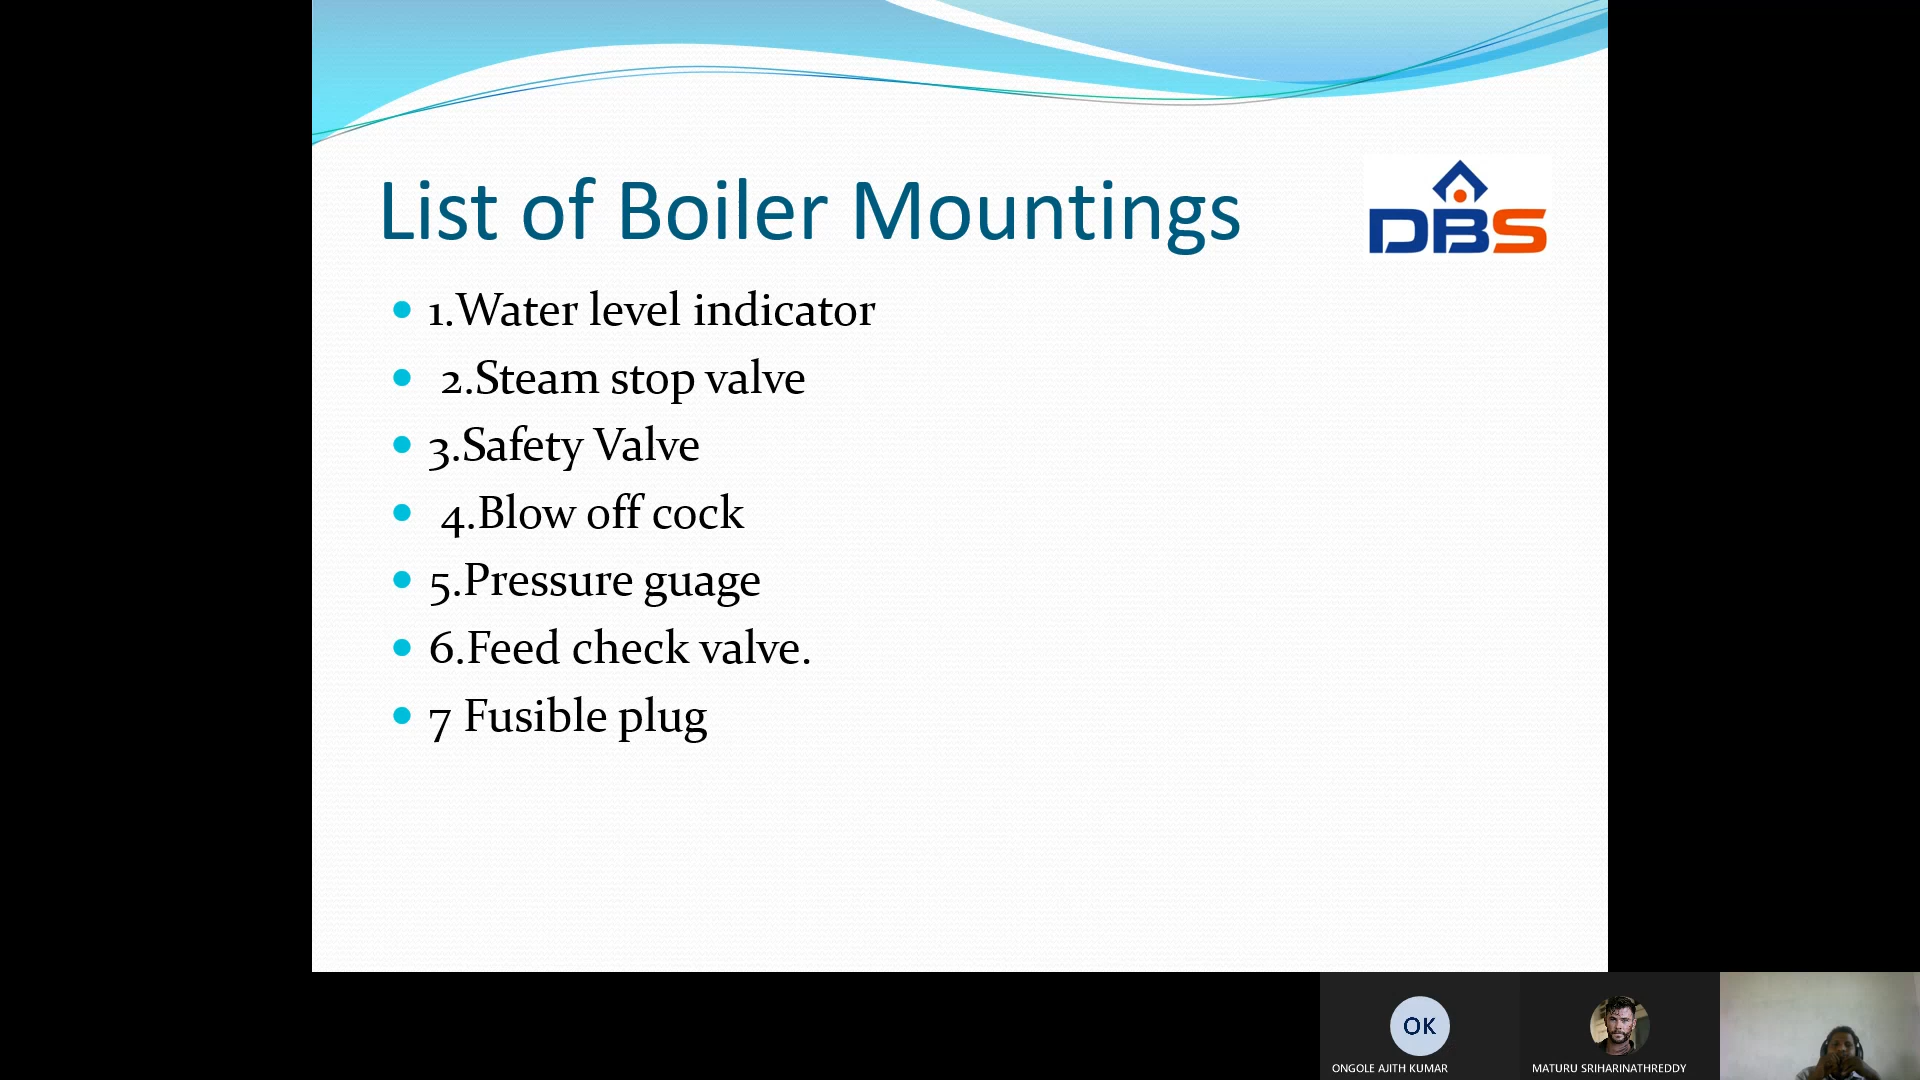 List of Boiler Mountings
DBS
1.Water level indicator
2.Steam stop valve
3.Safety Valve
4.Blow off cock
5.Pressure guage
6.Feed check valve.
7 Fusible plug
OK
ONGOLE AJITH KUMAR
MATURU SRIHARINATHREDDY